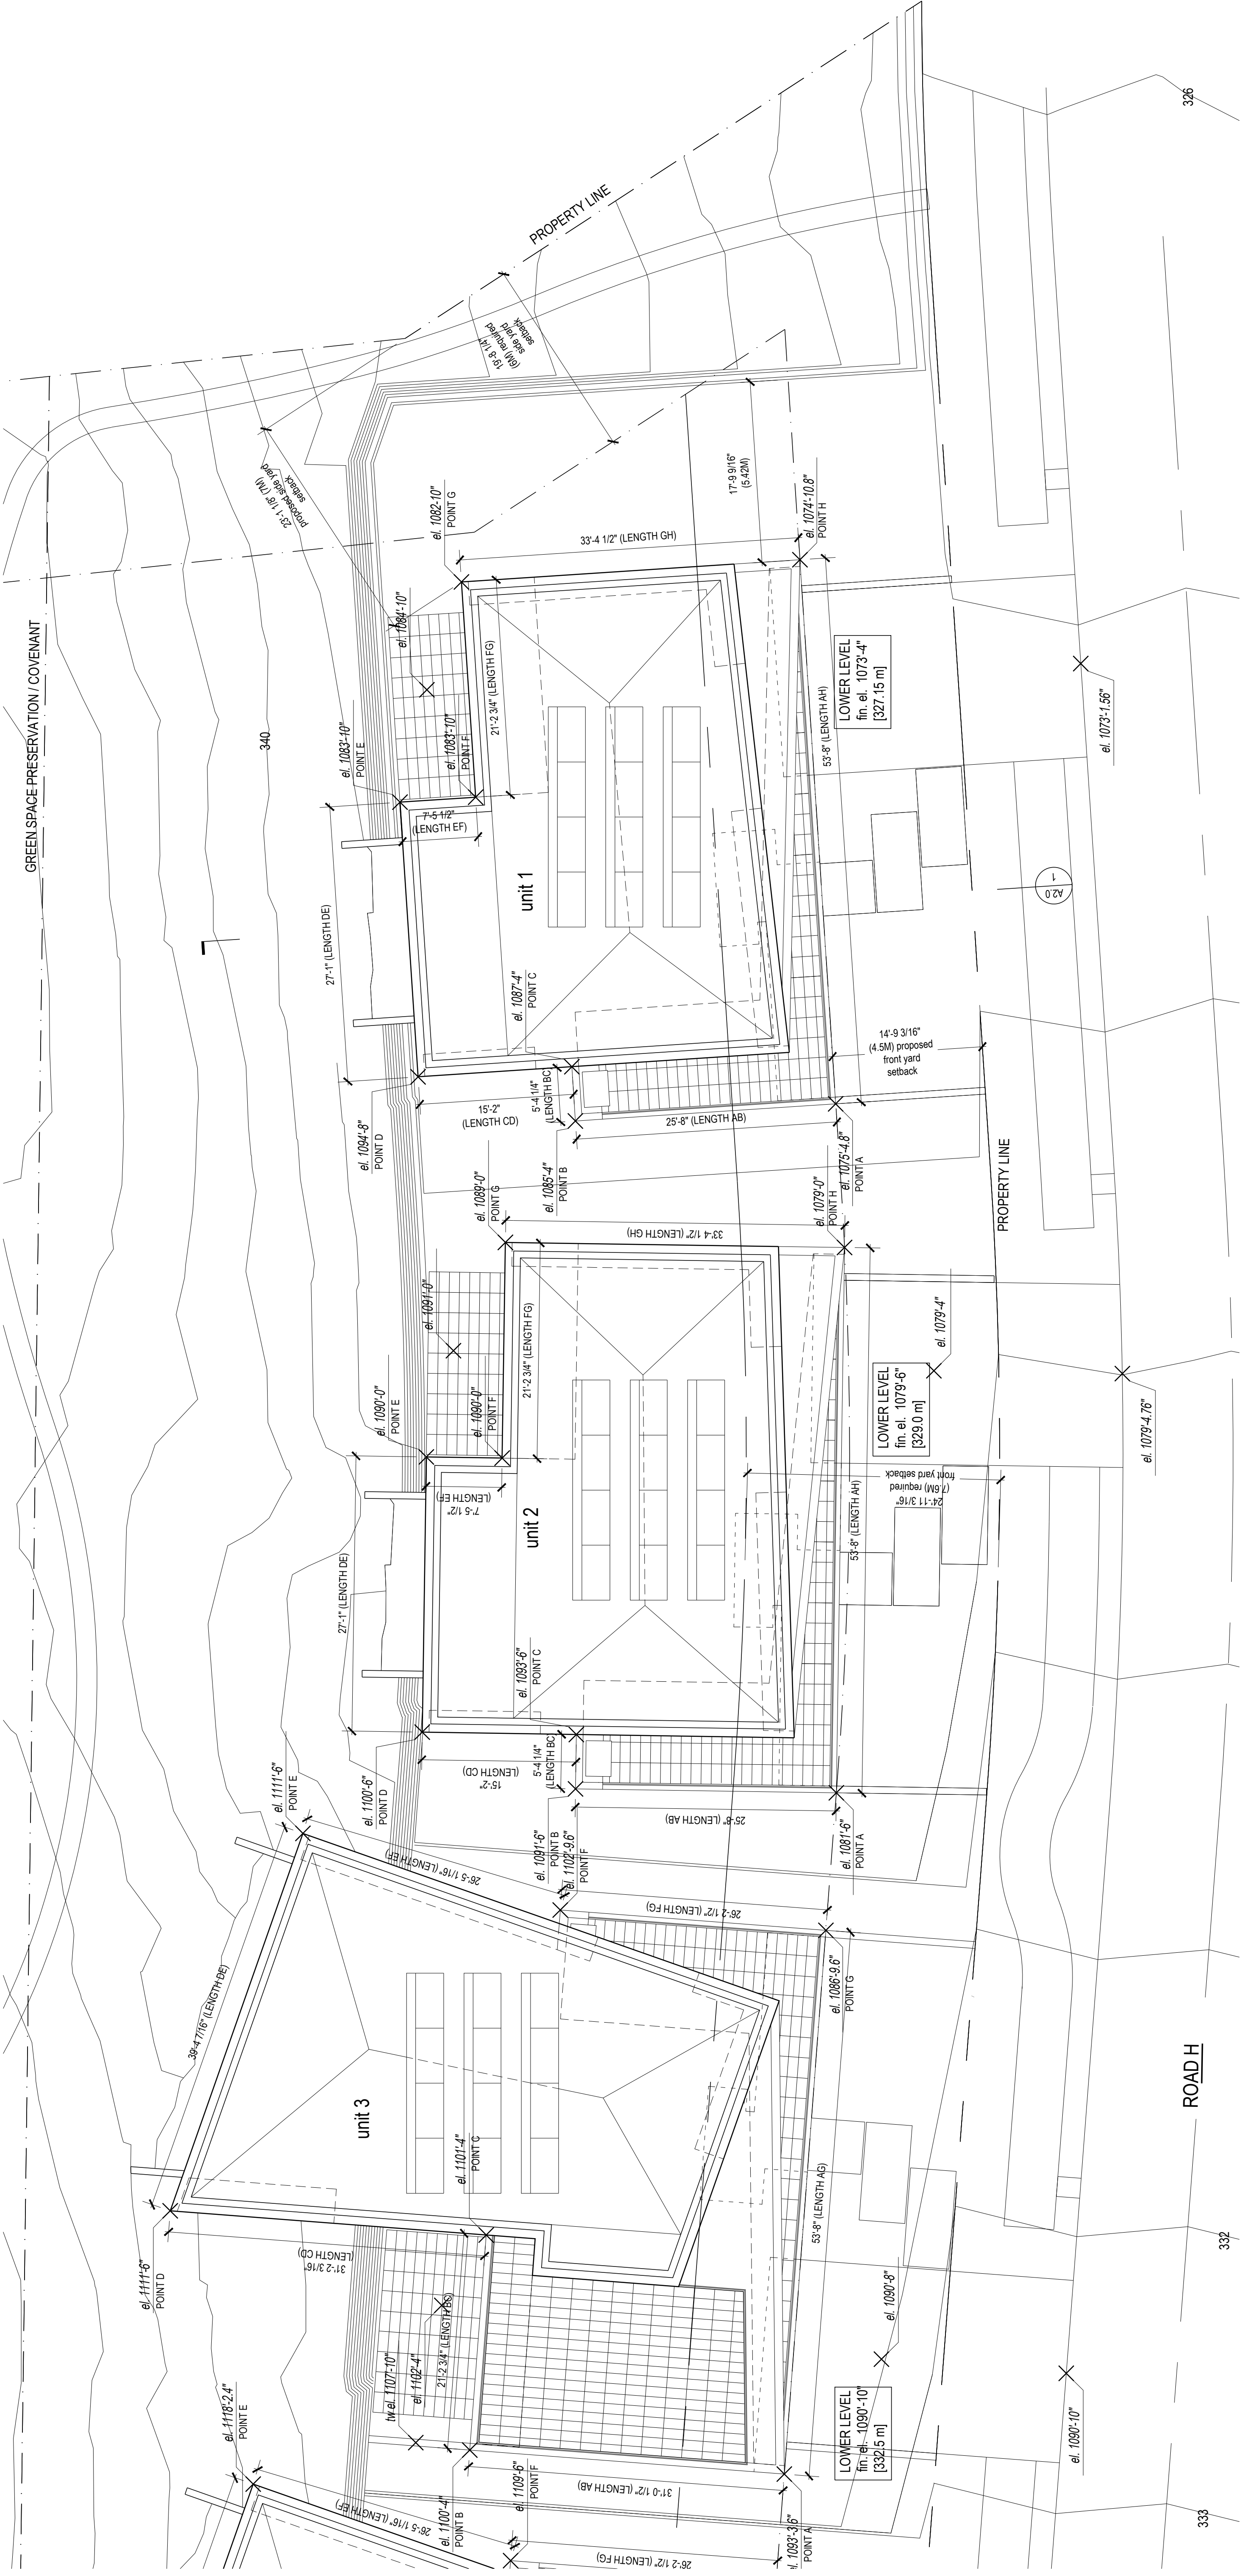 326
PROPERTY LINE
19'-8 1/4"
(6M) required
side yard
setback
23'-1 1/8" (7M)
proposed side yard
setback
17'-9 9/16"
(5.42M)
el. 1082-10"
POINT G
33'-4 1/2" (LENGTH GH)
el. 1074'-10.8"
POINT H
el. 1084'-10"
GREEN SPACE PRESERVATION / COVENANT
340
el. 1083'-10"
POINT E
el. 1083'-10"
POINT F
21'-2 3/4" (LENGTH FG)
LOWER LEVEL
fin. el. 1073'-4"
[327.15 m]
53'-8" (LENGTH AH)
el. 1073'-1.56"
7'-5 1/2"
(LENGTH EF)
unit 1
1
A2.0
27'-1" (LENGTH DE)
el. 1087'-4"
POINT C
14'-9 3/16"
(4.5M) proposed
front yard
setback
15'-2"
(LENGTH CD)
5'-4 1/4"
(LENGTH BC)
25'-8" (LENGTH AB)
el. 1094'-8"
POINT D
el. 1085'-4"
POINT B
el. 1075'-4.8"
POINT A
PROPERTY LINE
el. 1089'-0"
POINT G
el. 1079'-0"
POINT H
33'-4 1/2" (LENGTH GH)
el. 1091'-0"
21'-2 3/4" (LENGTH FG)
el. 1079'-4"
el. 1090'-0"
POINT E
el. 1090'-0"
POINT F
LOWER LEVEL
fin. el. 1079'-6"
[329.0 m]
el. 1079'-4.76"
7'-5 1/2"
(LENGTH EF)
24'-11 3/16"
(7.6M) required
front yard setback
unit 2
53'-8" (LENGTH AH)
27'-1" (LENGTH DE)
el. 1093'-6"
POINT C
15'-2"
(LENGTH CD)
5'-4 1/4"
(LENGTH BC)
25'-8" (LENGTH AB)
el. 1111'-6"
POINT E
el. 1100'-6"
POINT D
el. 1091'-6"
POINT B
el. 1102'-9.6"
POINT F
el. 1081'-6"
POINT A
26'-5 1/16" (LENGTH EF)
26'-2 1/2" (LENGTH FG)
el. 1086'-9.6"
POINT G
39'-4 7/16" (LENGTH DE)
unit 3
ROAD H
el. 1101'-4"
POINT C
53'-8" (LENGTH AG)
31'-2 3/16"
(LENGTH CD)
332
el. 1111'-6"
POINT D
tw el. 1107'-10"
el. 1102'-4"
21'-2 3/4" (LENGTH BC)
el. 1090'-8"
el. 1118'-2.4"
POINT E
LOWER LEVEL
fin. el. 1090'-10"
[332.5 m]
el. 1090'-10"
31'-0 1/2" (LENGTH AB)
26'-5 1/16" (LENGTH EF)
el. 1100'-4"
POINT B
el. 1109'-6"
POINT F
el. 1093'-3.6"
POINT A
26'-2 1/2" (LENGTH FG)
333